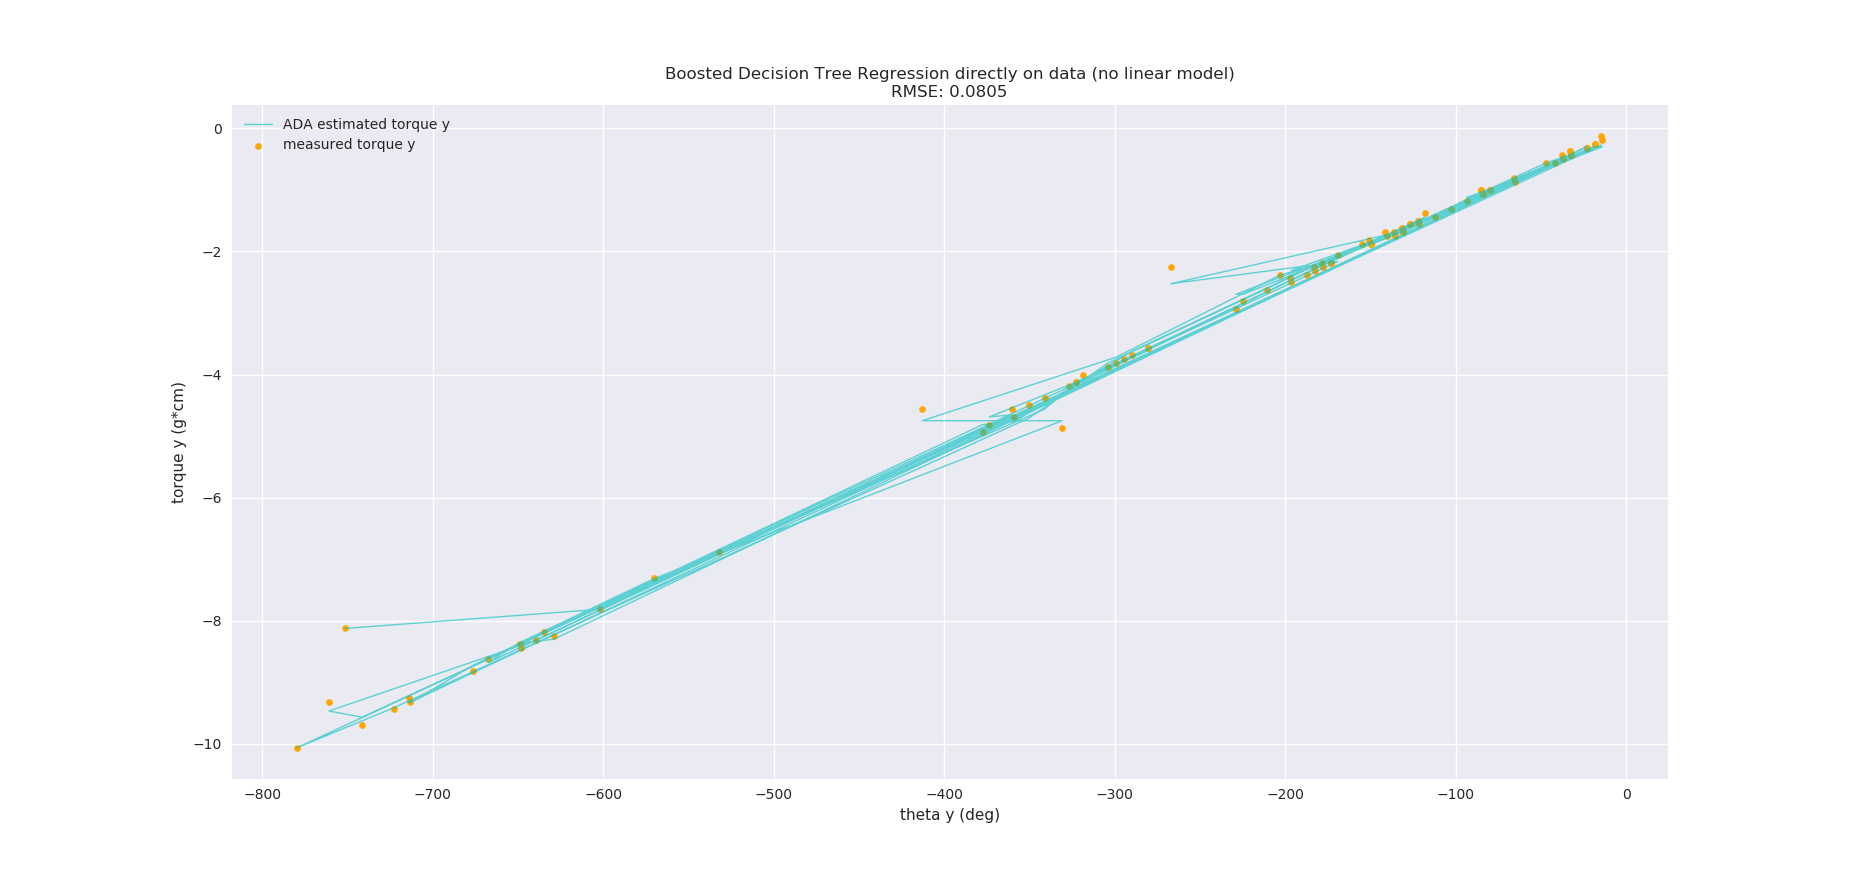 Boosted Decision Tree Regression directly on data (no linear model)
RMSE: 0.0805
ADA estimated torque y
measured torque y
0
−2
−4
−6
−8
−10
torque y (g*cm)
−800
−700
−600
−500
−400
−300
−200
−100
0
theta y (deg)